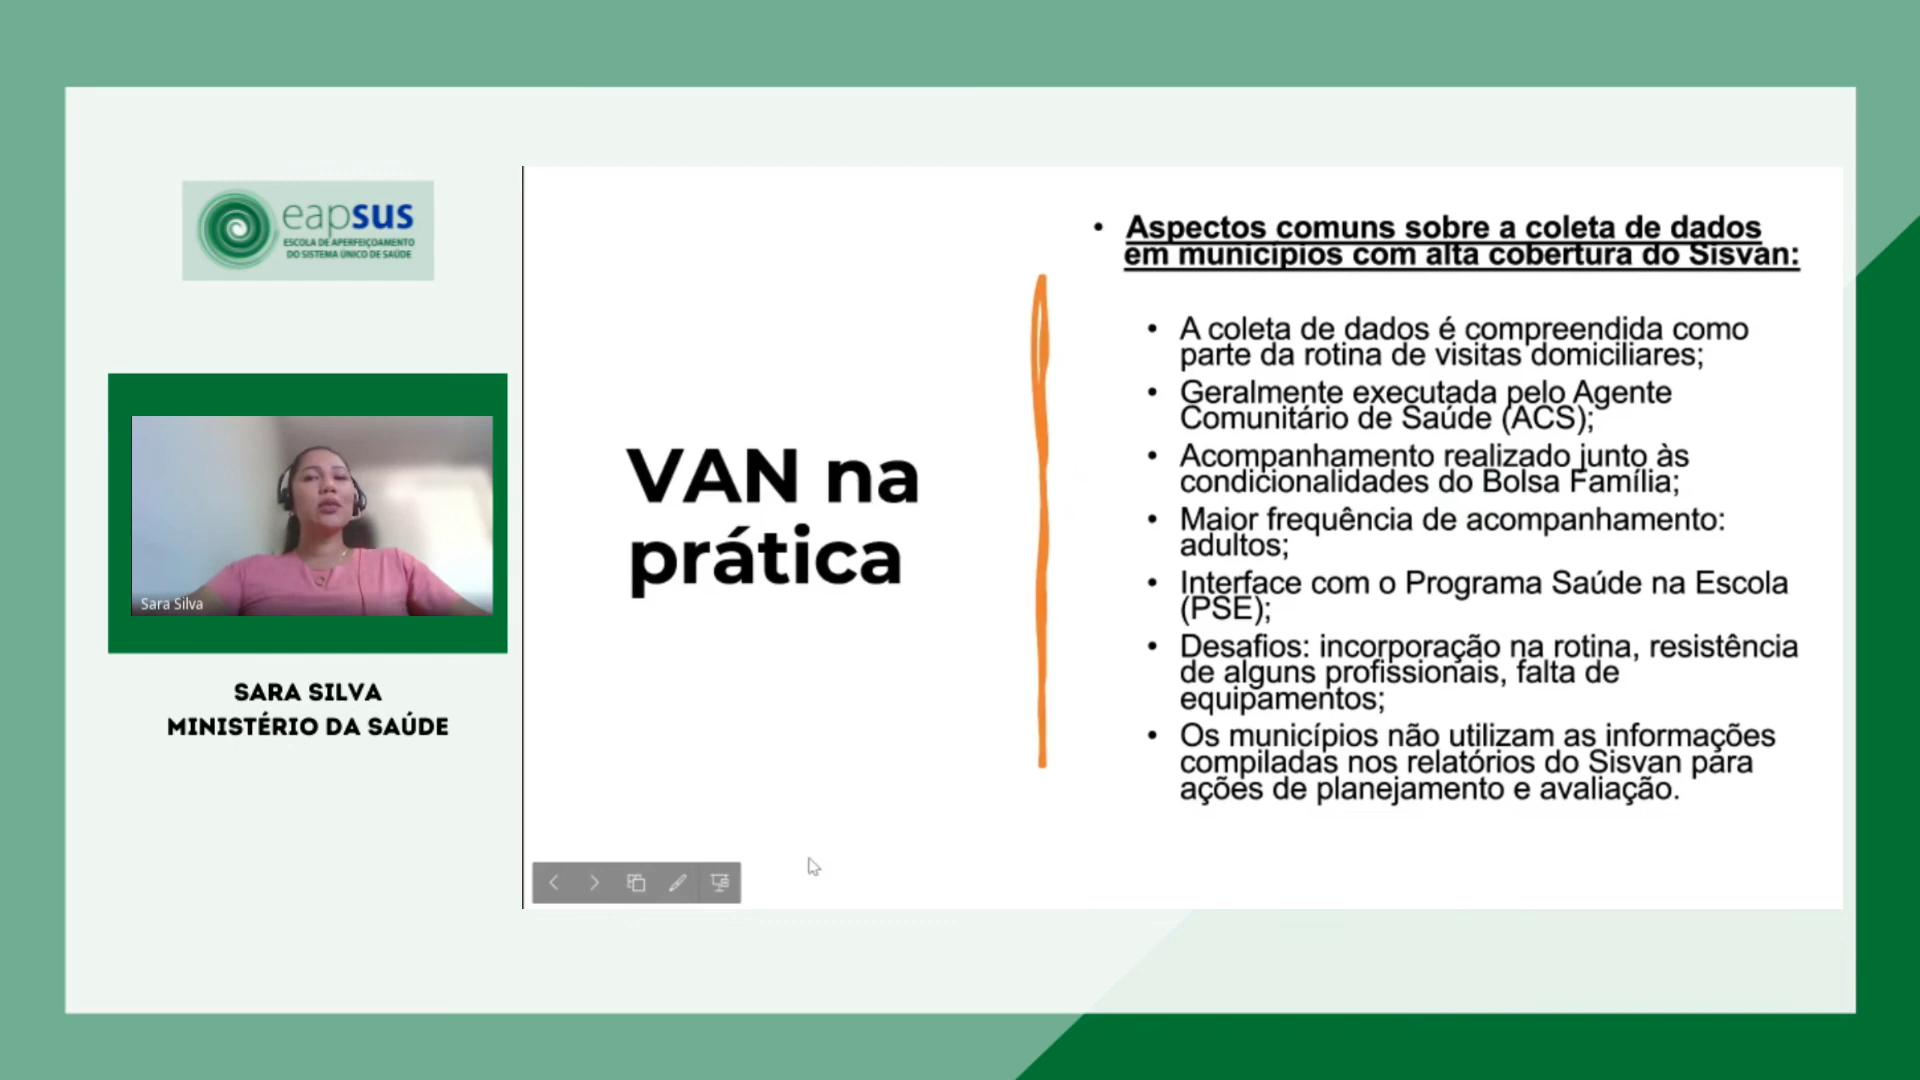 eapsus
ESCOLA DE APERFEIÇOAMENTO
DO SISTEMA ÚNICO DE SAÚDE
Sara Silva
SARA SILVA
MINISTÉRIO DA SAÚDE
VAN na
prática
• Aspectos comuns sobre a coleta de dados
em municípios com alta cobertura do Sisvan:
• A coleta de dados é compreendida como
parte da rotina de visitas domiciliares;
• Geralmente executada pelo Agente
Comunitário de Saúde (ACS);
• Acompanhamento realizado junto às
condicionalidades do Bolsa Família;
• Maior frequência de acompanhamento:
adultos;
• Interface com o Programa Saúde na Escola
(PSE);
• Desafios: incorporação na rotina, resistência
de alguns profissionais, falta de
equipamentos;
• Os municípios não utilizam as informações
compiladas nos relatórios do Sisvan para
ações de planejamento e avaliação.